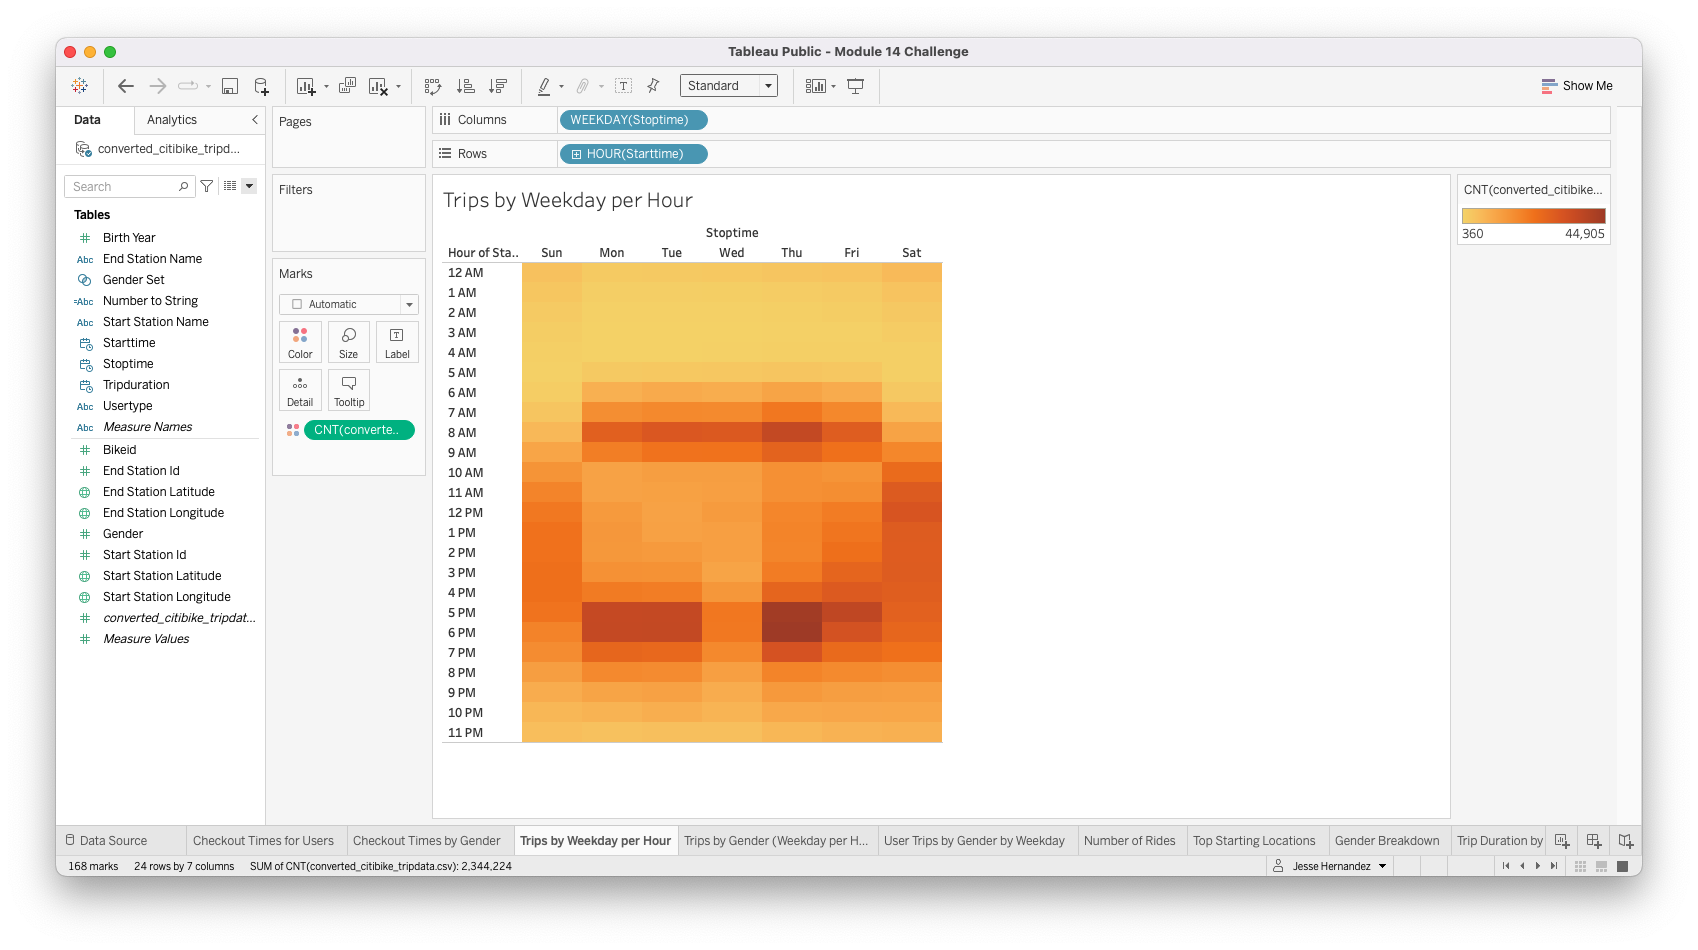 Tableau Public - Module 14 Challenge
Standard
Show Me
Data
Analytics
converted_citibike_tripd...
Search
Tables
Birth Year
Abc End Station Name
Gender Set
=Abc Number to String
Abc Start Station Name
Starttime
Stoptime
Tripduration
Abc Usertype
Abc Measure Names
Bikeid
End Station Id
End Station Latitude
End Station Longitude
Gender
Start Station Id
Start Station Latitude
Start Station Longitude
converted_citibike_tripdat...
Measure Values
Pages
Filters
Marks
Automatic
Color
Size
Label
Detail
Tooltip
CNT(converte..
Columns
WEEKDAY(Stoptime)
Rows
HOUR(Starttime)
Trips by Weekday per Hour
Stoptime
Hour of Sta.. Sun Mon Tue Wed Thu Fri Sat
12 AM
1 AM
2 AM
3 AM
4 AM
5 AM
6 AM
7 AM
8 AM
9 AM
10 AM
11 AM
12 PM
1 PM
2 PM
3 PM
4 PM
5 PM
6 PM
7 PM
8 PM
9 PM
10 PM
11 PM
CNT(converted_citibike...
360 44,905
Data Source
Checkout Times for Users
Checkout Times by Gender
Trips by Weekday per Hour
Trips by Gender (Weekday per H...
User Trips by Gender by Weekday
Number of Rides
Top Starting Locations
Gender Breakdown
Trip Duration by
168 marks
24 rows by 7 columns
SUM of CNT(converted_citibike_tripdata.csv): 2,344,224
Jesse Hernandez